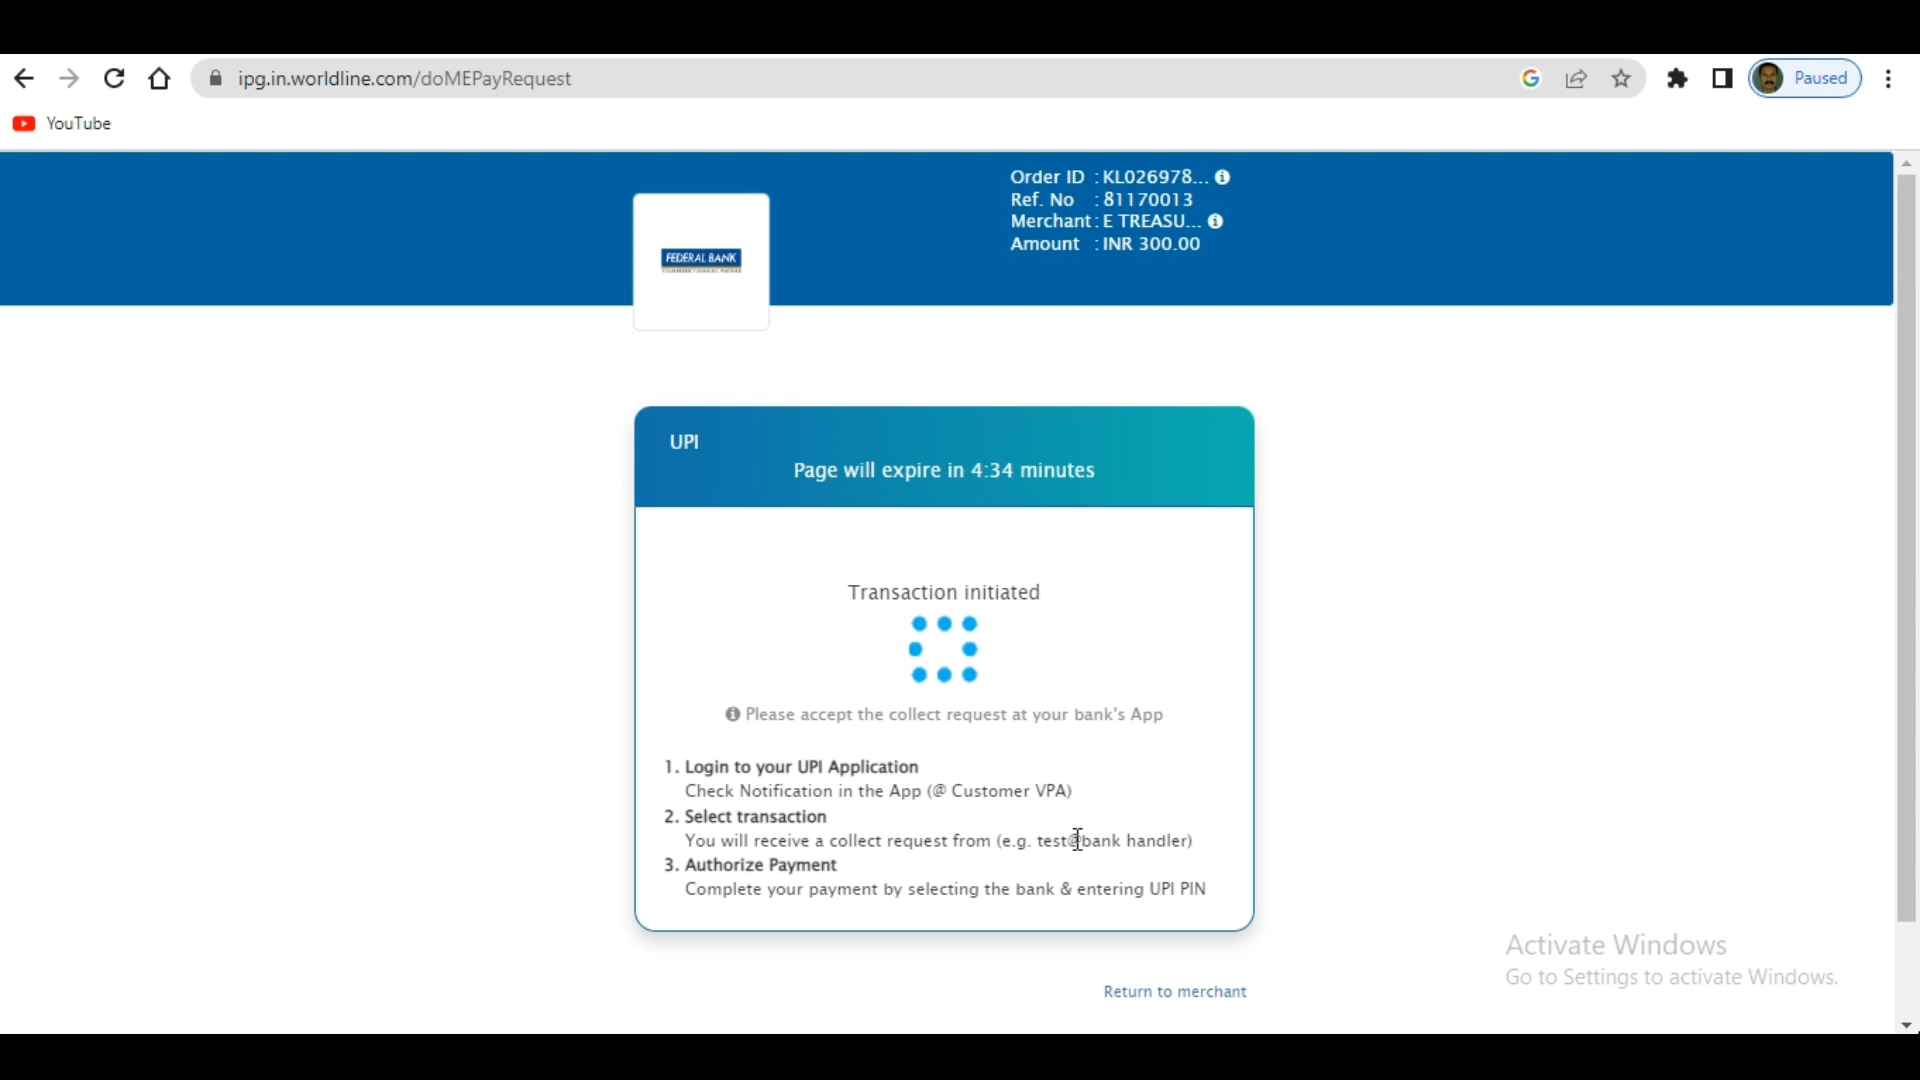 ipg.in.worldline.com/doMEPayRequest
Paused
YouTube
Order ID : KL026978...
Ref. No : 81170013
Merchant : E TREASU...
Amount : INR 300.00
FEDERAL BANK
UPI
Page will expire in 4:34 minutes
Transaction initiated
Please accept the collect request at your bank's App
1. Login to your UPI Application
Check Notification in the App (@ Customer VPA)
2. Select transaction
You will receive a collect request from (e.g. test@bank handler)
3. Authorize Payment
Complete your payment by selecting the bank & entering UPI PIN
Activate Windows
Go to Settings to activate Windows.
Return to merchant